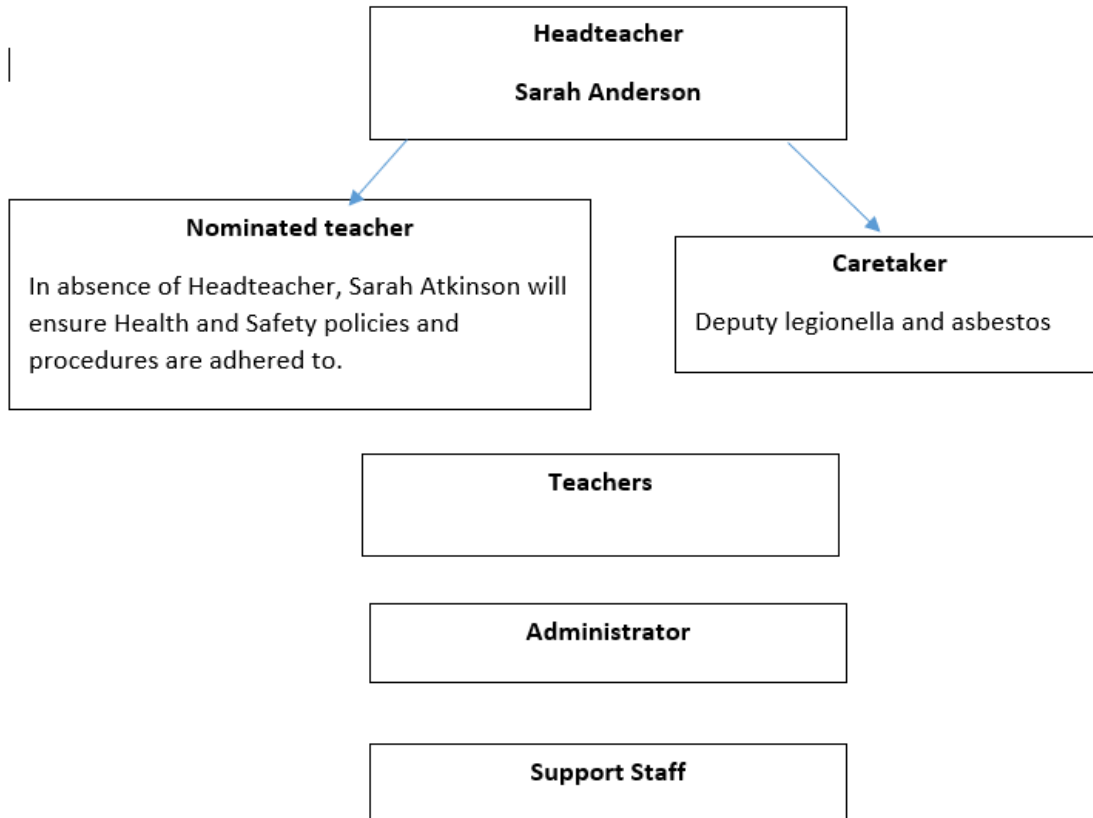 Headteacher
Sarah Anderson
Nominated teacher
In absence of Headteacher, Sarah Atkinson will
ensure Health and Safety policies and
procedures are adhered to.
Caretaker
Deputy legionella and asbestos
Teachers
Administrator
Support Staff